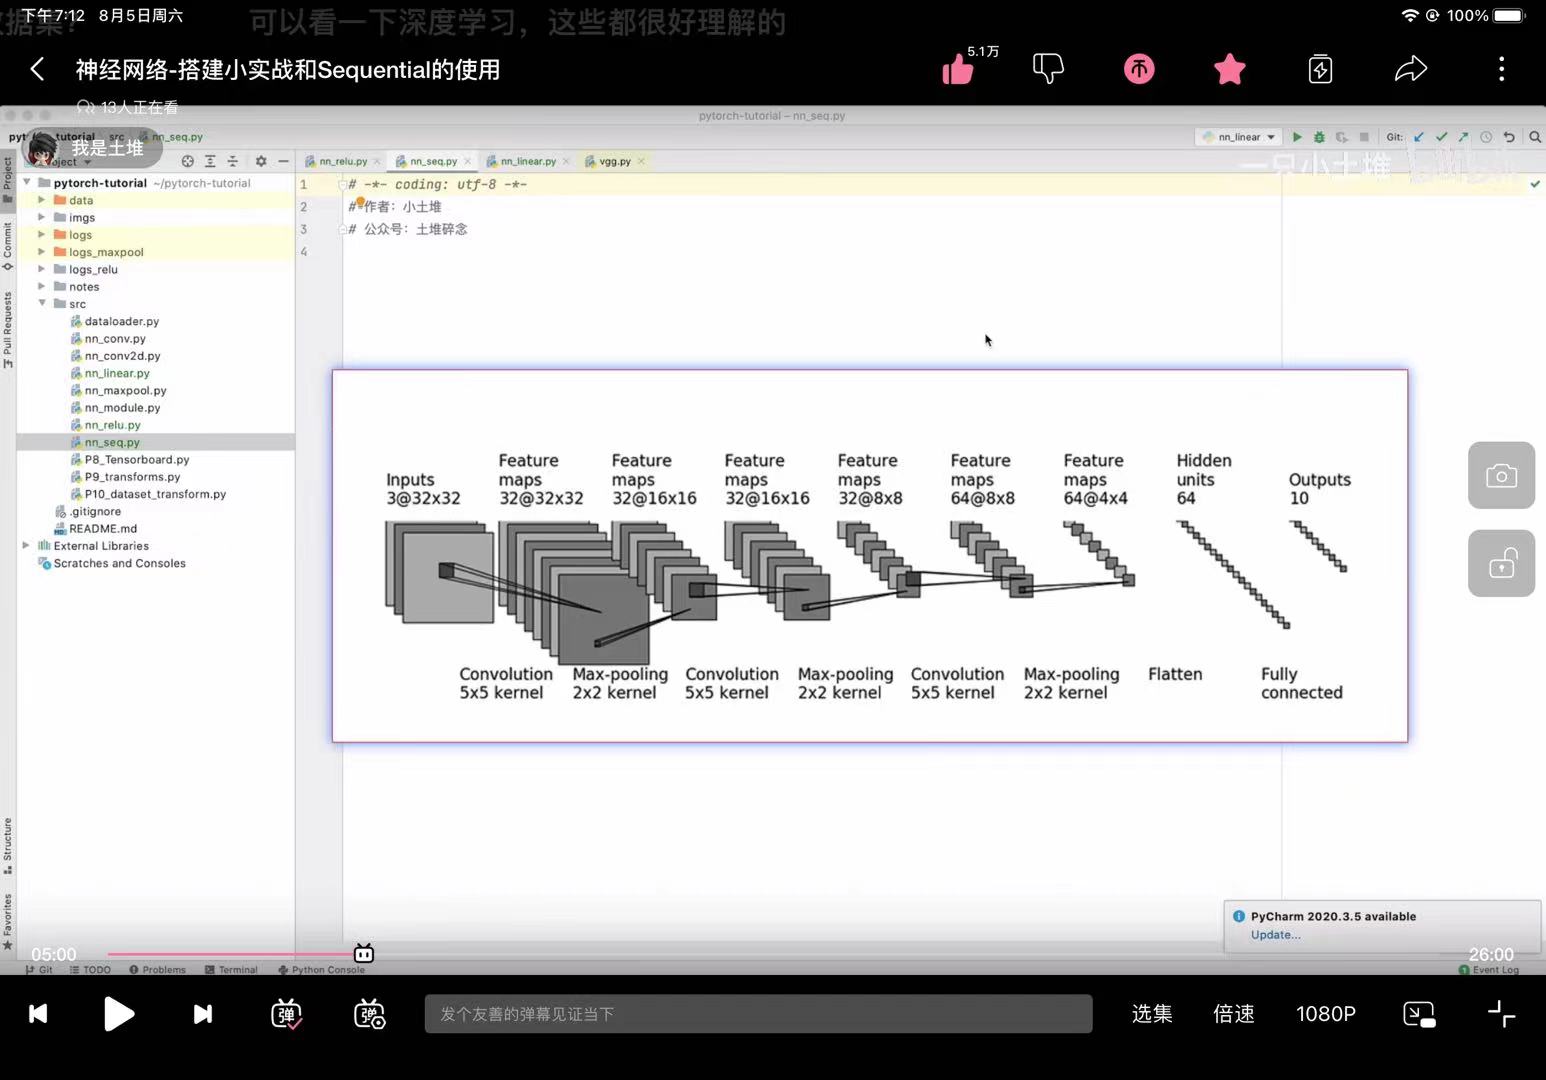 下午7:12 8月5日周六
可以看一下深度学习，这些都很好理解的
100%
神经网络-搭建小实战和Sequential的使用
5.1万
13人正在看
pytorch-tutorial – nn_seq.py
tutorial src nn_seq.py
我是土堆
nn_linear
Git:
nn_relu.py
nn_seq.py
nn_linear.py
vgg.py
一只小土堆 bilibili
Project
Commit
Pull Requests
Structure
Favorites
pytorch-tutorial ~/pytorch-tutorial
data
imgs
logs
logs_maxpool
logs_relu
notes
src
dataloader.py
nn_conv.py
nn_conv2d.py
nn_linear.py
nn_maxpool.py
nn_module.py
nn_relu.py
nn_seq.py
P8_Tensorboard.py
P9_transforms.py
P10_dataset_transform.py
.gitignore
README.md
External Libraries
Scratches and Consoles
1 # -*- coding: utf-8 -*-
2 # 作者：小土堆
3 # 公众号：土堆碎念
4
Inputs
3@32x32
Feature
maps
32@32x32
Feature
maps
32@16x16
Feature
maps
32@16x16
Feature
maps
32@8x8
Feature
maps
64@8x8
Feature
maps
64@4x4
Hidden
units
64
Outputs
10
Convolution
5x5 kernel
Max-pooling
2x2 kernel
Convolution
5x5 kernel
Max-pooling
2x2 kernel
Convolution
5x5 kernel
Max-pooling
2x2 kernel
Flatten
Fully
connected
PyCharm 2020.3.5 available
Update...
05:00
26:00
Git
TODO
Problems
Terminal
Python Console
1 Event Log
弹
弹
发个友善的弹幕见证当下
选集
倍速
1080P